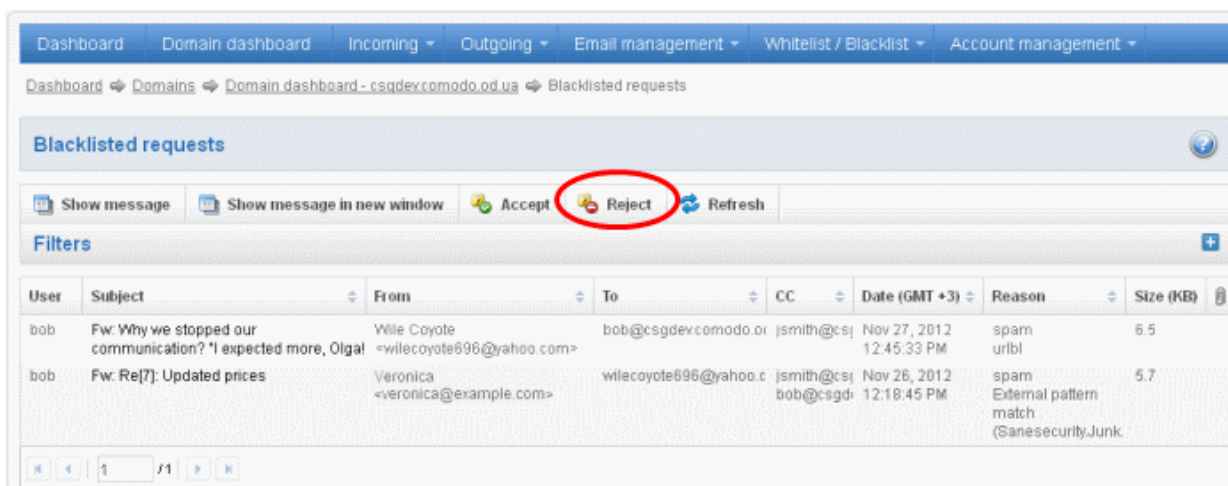 Dashboard Domain dashboard Incoming Outgoing Email management Whitelist / Blacklist Account management
Dashboard Domains Domain dashboard - csgdev.comodo.od.ua Blacklisted requests
Blacklisted requests
Show message Show message in new window Accept Reject Refresh
Filters
User Subject From To CC Date (GMT +3) Reason Size (KB)
bob Fw: Why we stopped our Wile Coyote bob@csgdev.comodo.or jsmith@csg Nov 27, 2012 spam 6.5
communication? "I expected more, Olga! <wilecoyote696@yahoo.com> 12:45:33 PM urlbl
bob Fw: Re[7]: Updated prices Veronica wilecoyote696@yahoo.c jsmith@csg Nov 26, 2012 spam 5.7
<veronica@example.com> bob@csgd 12:18:45 PM External pattern
match
(Sanesecurity.Junk.
1 /1